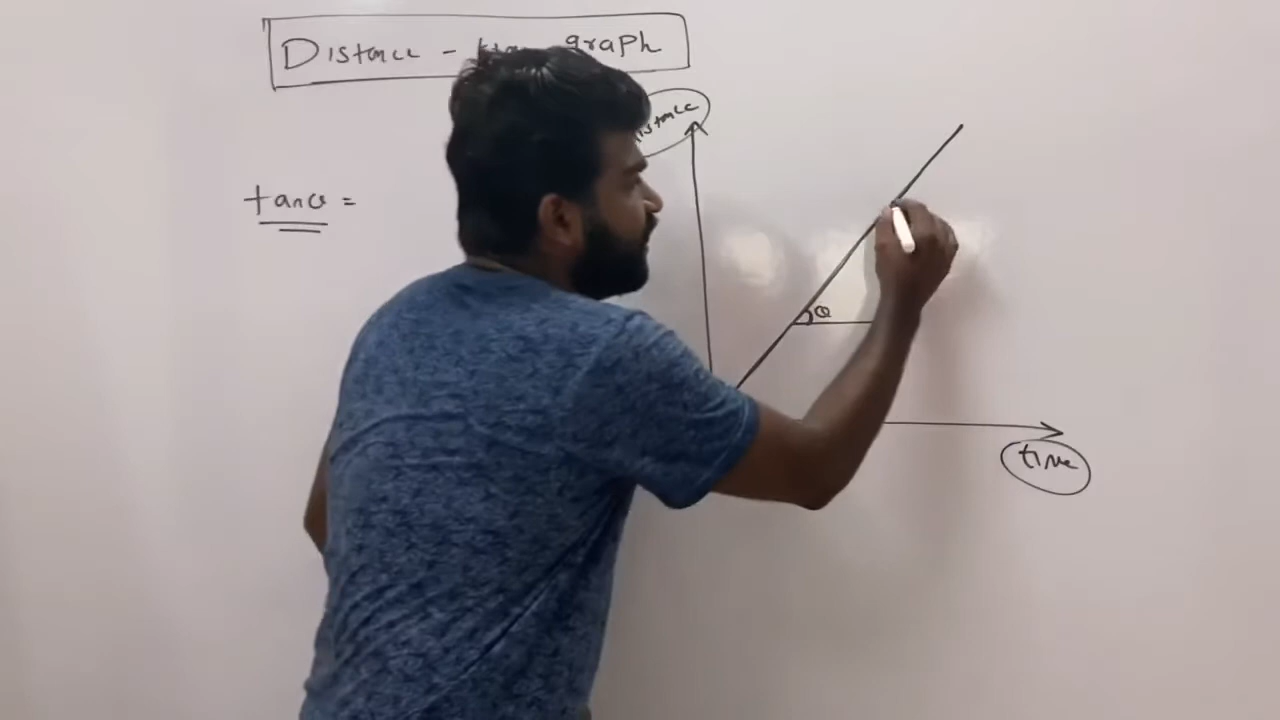 Distance - graph
tanθ =
θ
time